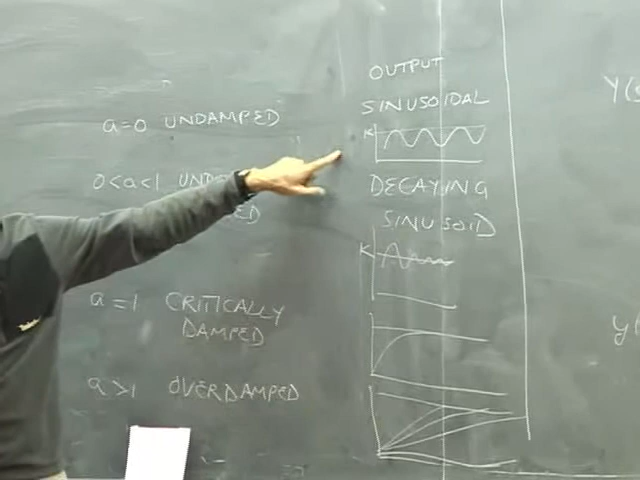 OUTPUT
SINUSOIDAL
a=0 UNDAMPED
K
0<a<1
DECAYING
SINUSOID
K
a=1 CRITICALLY
DAMPED
a>1 OVERDAMPED